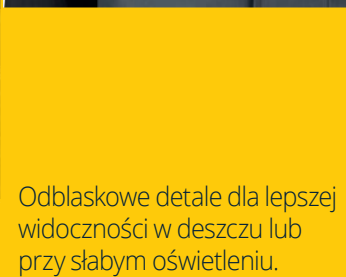 Odblaskowe detale dla lepszej
widoczności w deszczu lub
przy słabym oświetleniu.